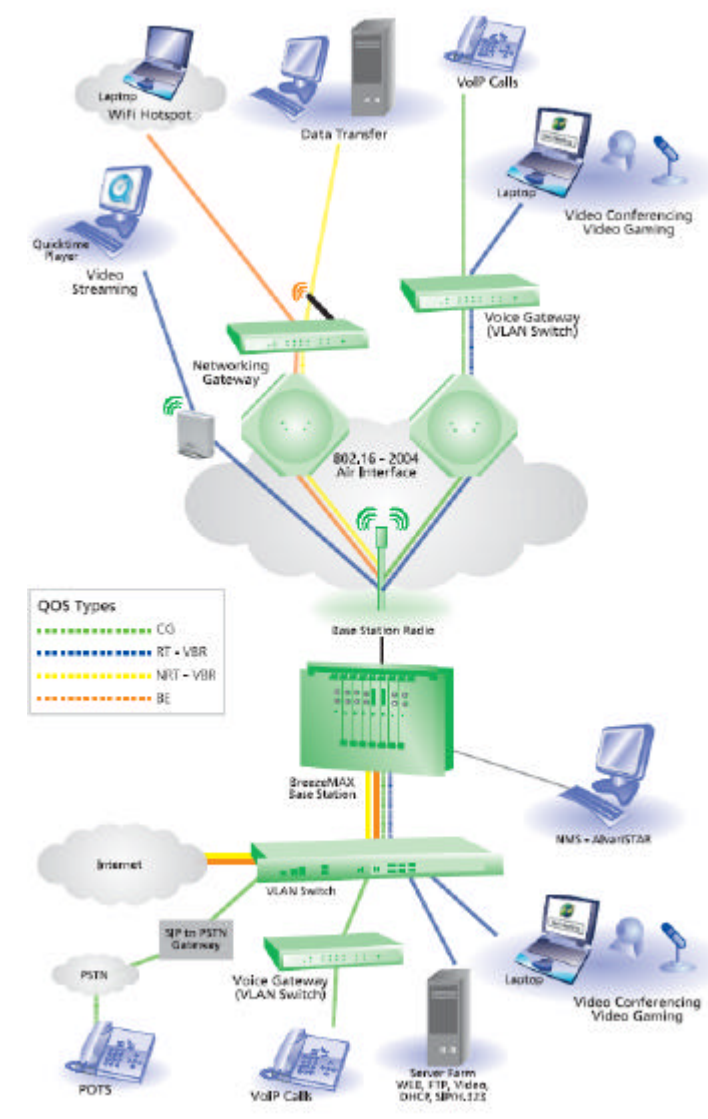 VoIP Calls
Laptop
WiFi Hotspot
Data Transfer
Laptop
Video Conferencing
Video Gaming
Quicktime
Player
Video
Streaming
Voice Gateway
(VLAN Switch)
Networking
Gateway
802.16 - 2004
Air Interface
QOS Types
CG
RT - VBR
NRT - VBR
BE
Base Station Radio
BreezeMAX
Base Station
NMS - AlvariSTAR
Internet
VLAN Switch
SIP to PSTN
Gateway
PSTN
Voice Gateway
(VLAN Switch)
Laptop
Video Conferencing
Video Gaming
POTS
VoIP Calls
Server Farm
WEB, FTP, Video,
DHCP, SIP/H.323